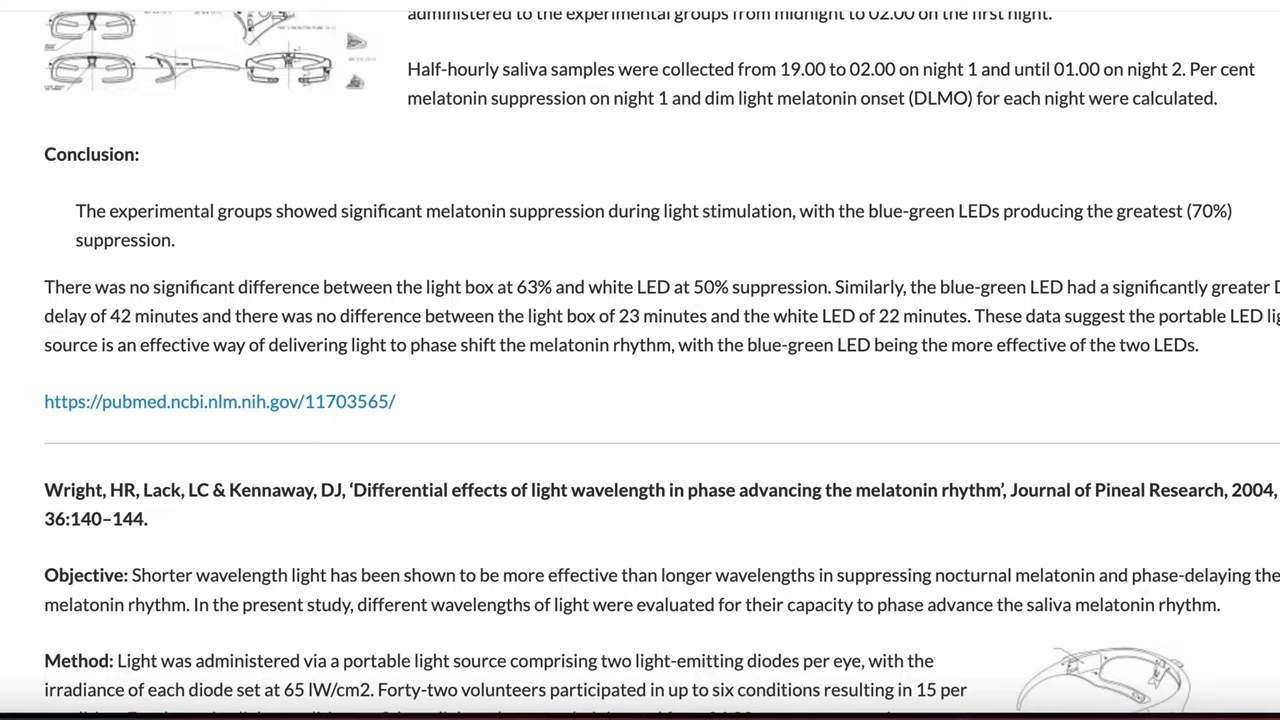 administered to the experimental groups from midnight to 02.00 on the first night.
Half-hourly saliva samples were collected from 19.00 to 02.00 on night 1 and until 01.00 on night 2. Per cent
melatonin suppression on night 1 and dim light melatonin onset (DLMO) for each night were calculated.
Conclusion:
The experimental groups showed significant melatonin suppression during light stimulation, with the blue-green LEDs producing the greatest (70%)
suppression.
There was no significant difference between the light box at 63% and white LED at 50% suppression. Similarly, the blue-green LED had a significantly greater
delay of 42 minutes and there was no difference between the light box of 23 minutes and the white LED of 22 minutes. These data suggest the portable LED lig
source is an effective way of delivering light to phase shift the melatonin rhythm, with the blue-green LED being the more effective of the two LEDs.
https://pubmed.ncbi.nlm.nih.gov/11703565/
Wright, HR, Lack, LC & Kennaway, DJ, ‘Differential effects of light wavelength in phase advancing the melatonin rhythm’, Journal of Pineal Research, 2004,
36:140–144.
Objective: Shorter wavelength light has been shown to be more effective than longer wavelengths in suppressing nocturnal melatonin and phase-delaying the
melatonin rhythm. In the present study, different wavelengths of light were evaluated for their capacity to phase advance the saliva melatonin rhythm.
Method: Light was administered via a portable light source comprising two light-emitting diodes per eye, with the
irradiance of each diode set at 65 lW/cm2. Forty-two volunteers participated in up to six conditions resulting in 15 per